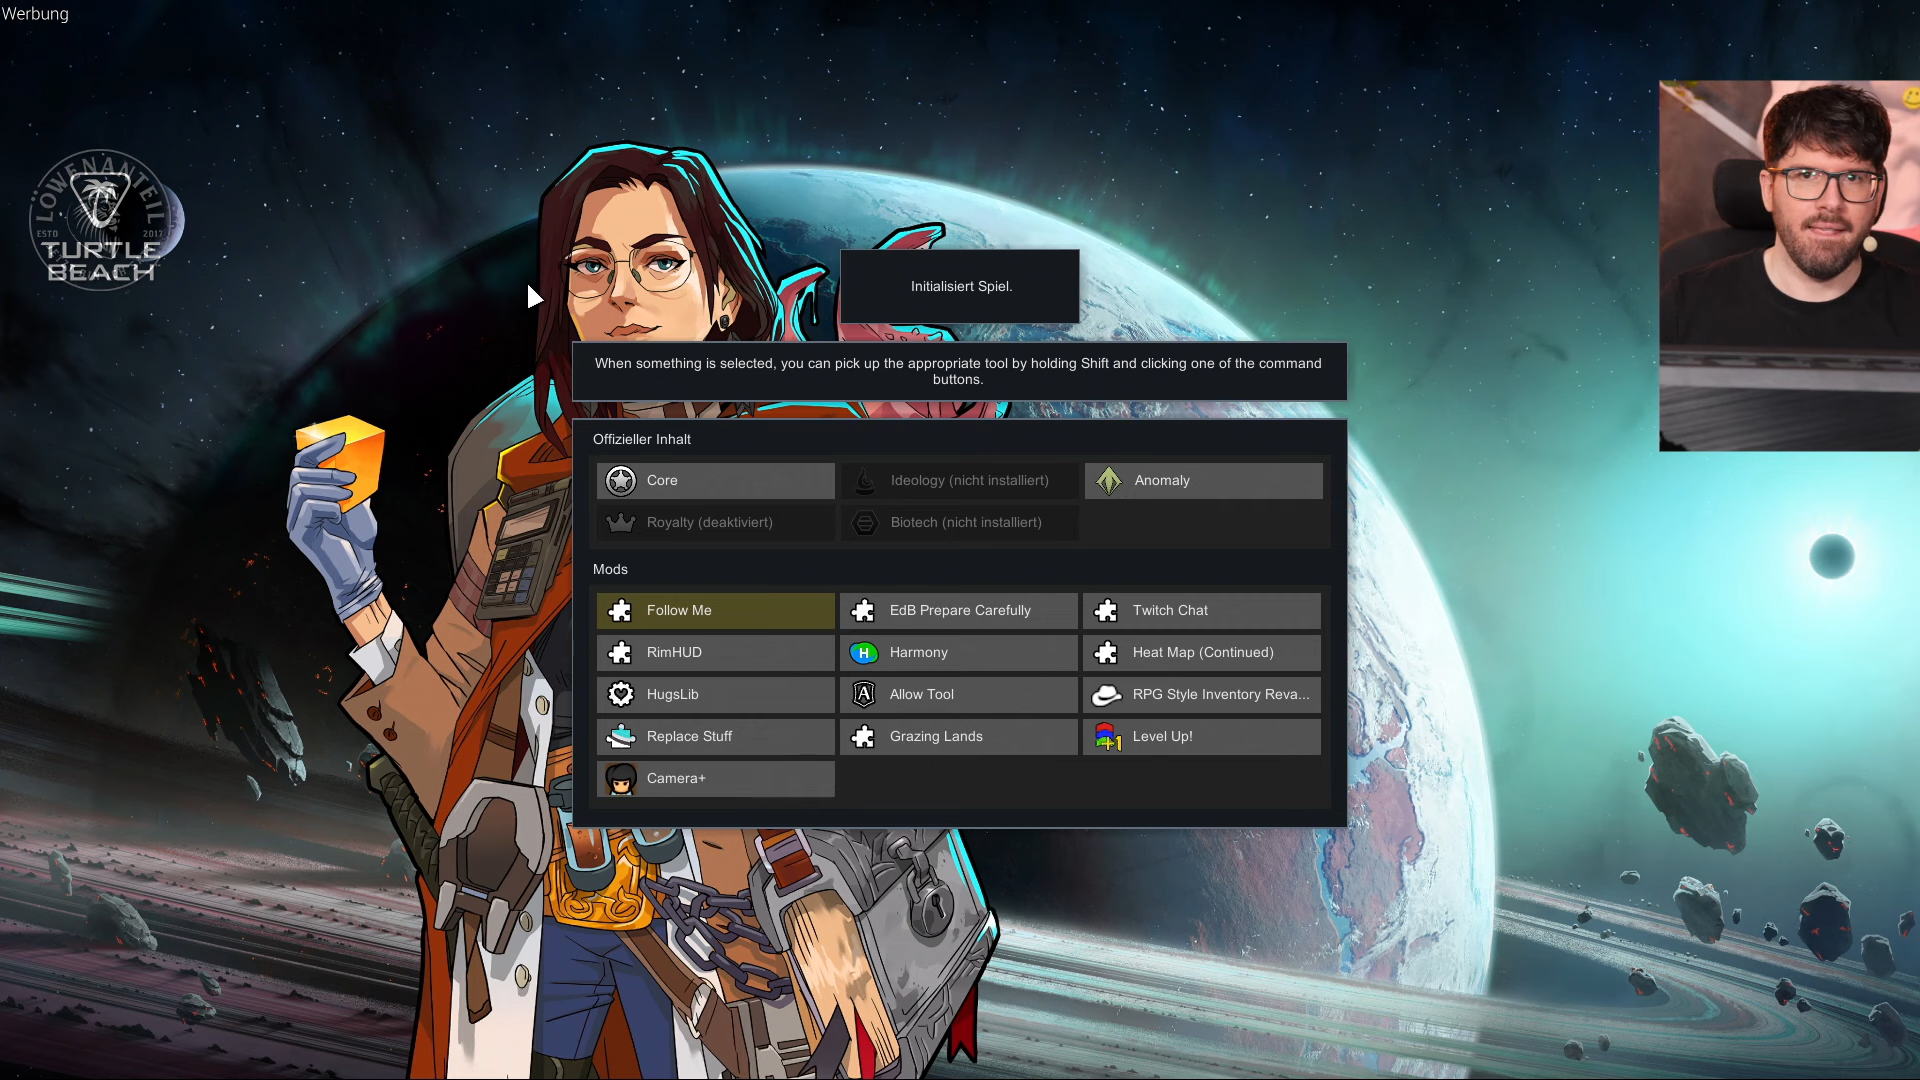 Werbung
LÖWENANTEIL
ESTD 2017
TURTLE
BEACH
Initialisiert Spiel.
When something is selected, you can pick up the appropriate tool by holding Shift and clicking one of the command
buttons.
Offizieller Inhalt
Core
Ideology (nicht installiert)
Anomaly
Royalty (deaktiviert)
Biotech (nicht installiert)
Mods
Follow Me
EdB Prepare Carefully
Twitch Chat
RimHUD
H
Harmony
Heat Map (Continued)
HugsLib
A
Allow Tool
RPG Style Inventory Reva...
Replace Stuff
Grazing Lands
+1
Level Up!
Camera+